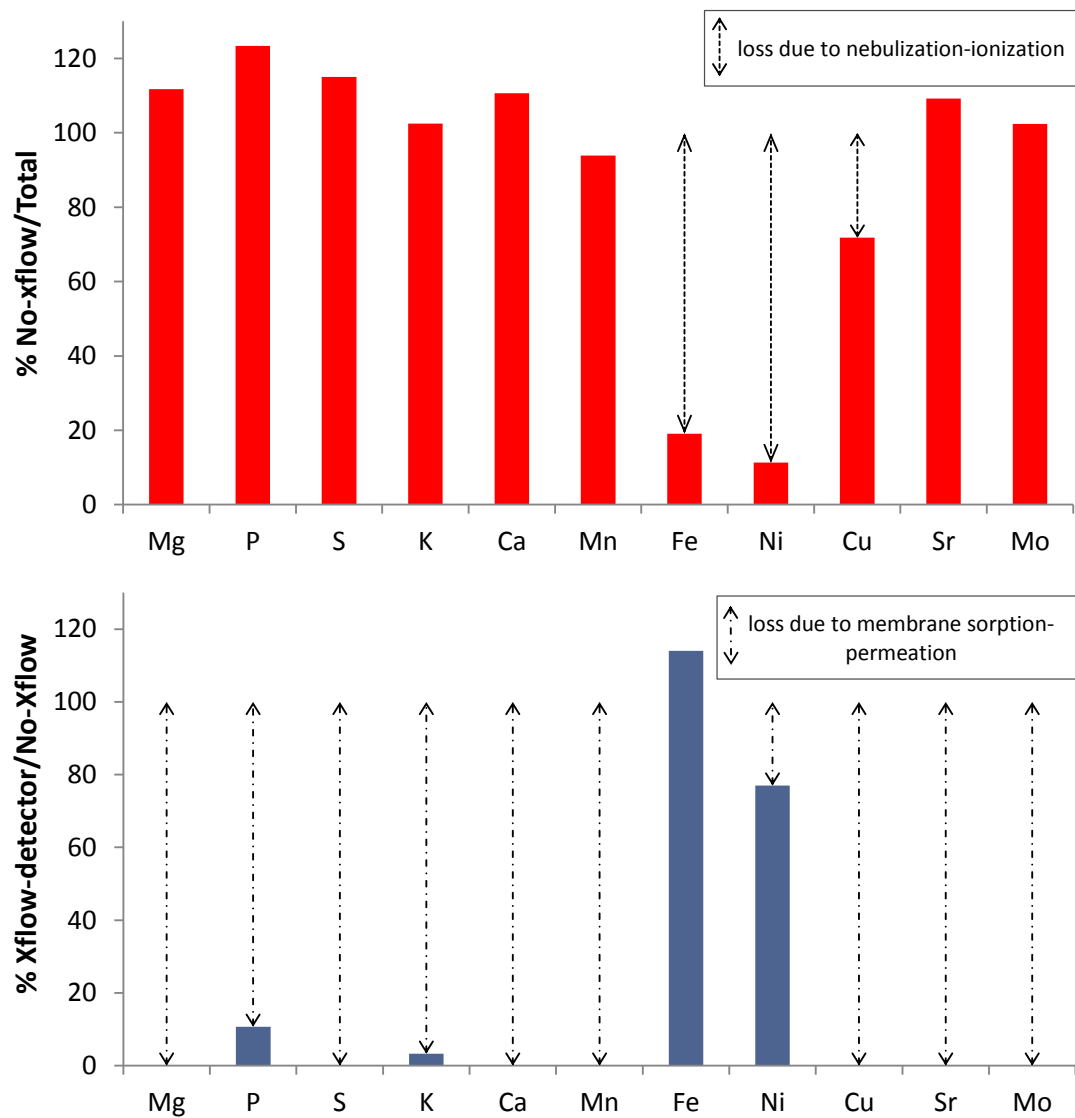 loss due to nebulization-ionization
% No-xflow/Total
120
100
80
60
40
20
0
Mg P S K Ca Mn Fe Ni Cu Sr Mo
loss due to membrane sorption-
permeation
% Xflow-detector/No-Xflow
120
100
80
60
40
20
0
Mg P S K Ca Mn Fe Ni Cu Sr Mo